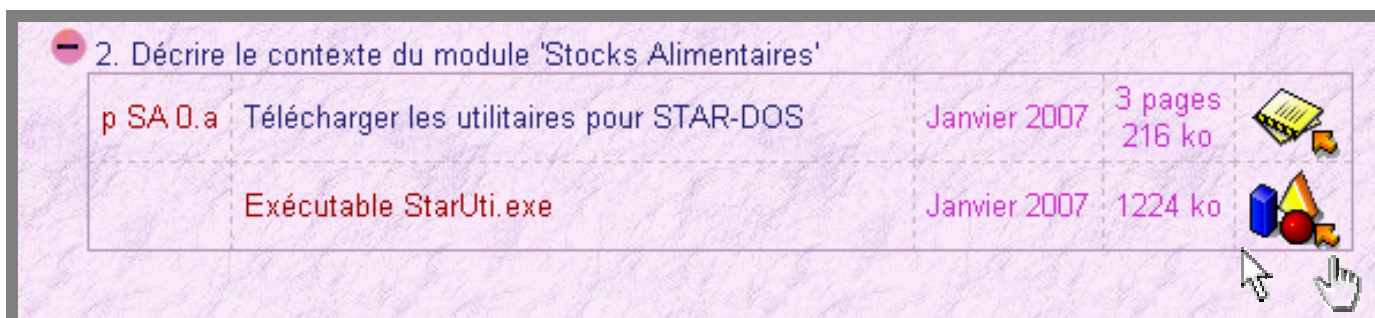 2. Décrire le contexte du module 'Stocks Alimentaires'
p SA 0.a Télécharger les utilitaires pour STAR-DOS Janvier 2007 3 pages
216 ko
Exécutable StarUti.exe Janvier 2007 1224 ko